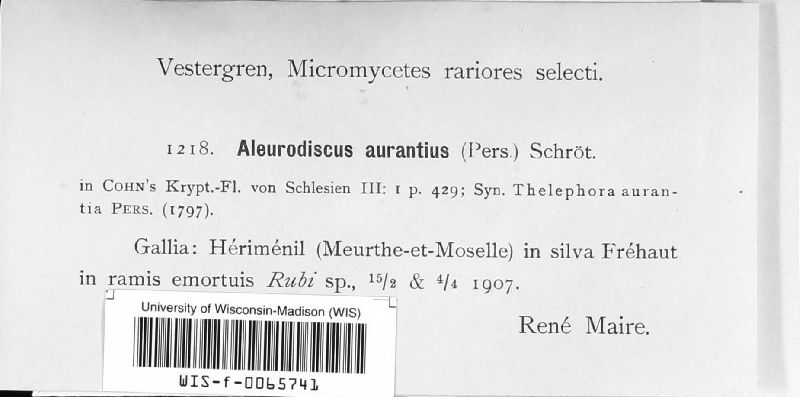 Vestergren, Micromycetes rariores selecti.
1218. Aleurodiscus aurantius (Pers.) Schröt.
in COHN's Krypt.-Fl. von Schlesien III: 1 p. 429; Syn. Thelephora auran-
tia PERS. (1797).
Gallia: Hériménil (Meurthe-et-Moselle) in silva Fréhaut
in ramis emortuis Rubi sp., 15/2 & 4/4 1907.
René Maire.
University of Wisconsin-Madison (WIS)
WIS-f-0065741